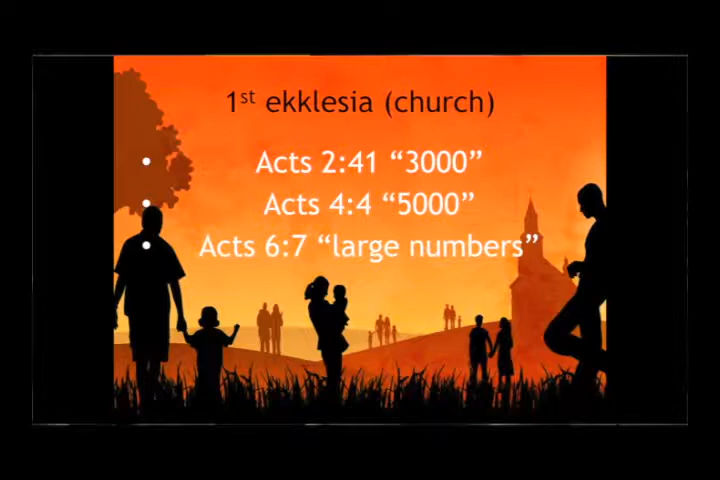 1st ekklesia (church)
• Acts 2:41 “3000”
• Acts 4:4 “5000”
• Acts 6:7 “large numbers”